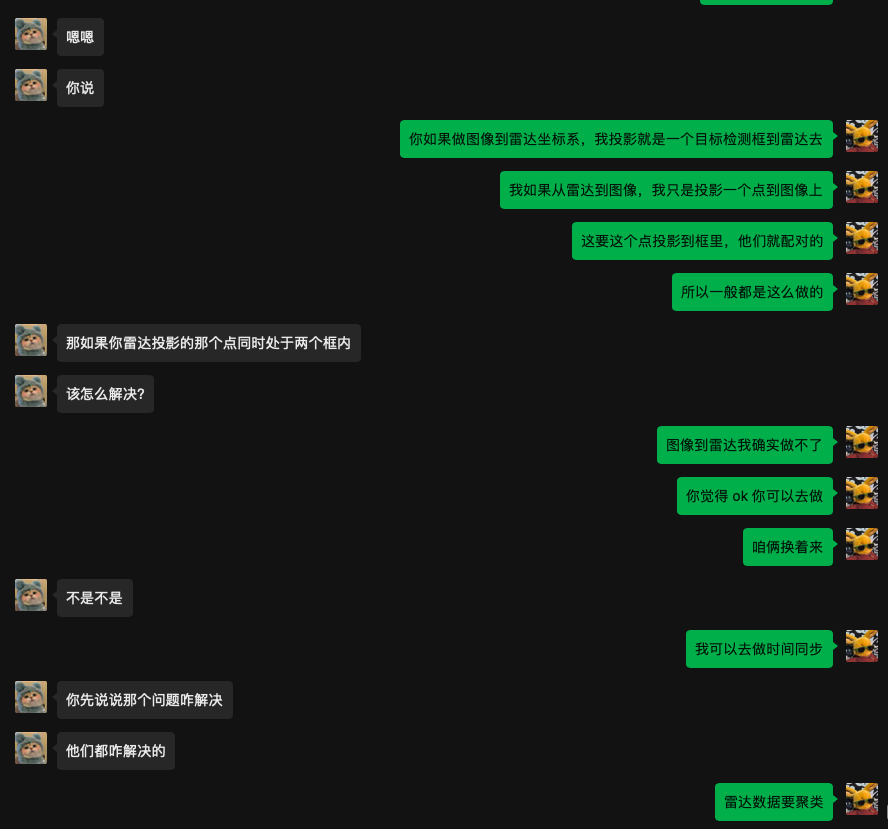 嗯嗯
你说
你如果做图像到雷达坐标系，我投影就是一个目标检测框到雷达去
我如果从雷达到图像，我只是投影一个点到图像上
这要这个点投影到框里，他们就配对的
所以一般都是这么做的
那如果你雷达投影的那个点同时处于两个框内
该怎么解决?
图像到雷达我确实做不了
你觉得 ok 你可以去做
咱俩换着来
不是不是
我可以去做时间同步
你先说说那个问题咋解决
他们都咋解决的
雷达数据要聚类